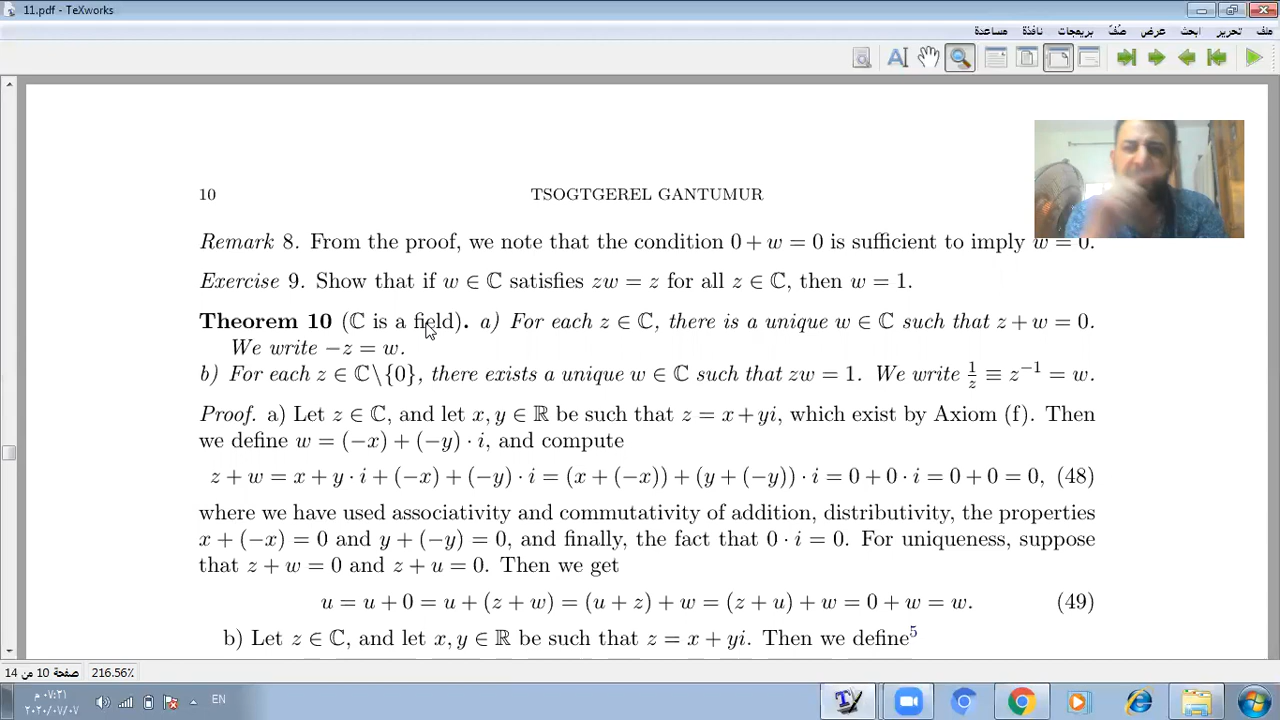 11.pdf - TeXworks
ملف تحرير ابحث عرض صُفّ بريمجات نافذة مساعدة
10 TSOGTGEREL GANTUMUR
Remark 8. From the proof, we note that the condition 0 + w = 0 is sufficient to imply w = 0.
Exercise 9. Show that if w ∈ ℂ satisfies zw = z for all z ∈ ℂ, then w = 1.
Theorem 10 (ℂ is a field). a) For each z ∈ ℂ, there is a unique w ∈ ℂ such that z + w = 0.
We write −z = w.
b) For each z ∈ ℂ\{0}, there exists a unique w ∈ ℂ such that zw = 1. We write 1/z ≡ z⁻¹ = w.
Proof. a) Let z ∈ ℂ, and let x, y ∈ ℝ be such that z = x + yi, which exist by Axiom (f). Then
we define w = (−x) + (−y) · i, and compute
z + w = x + y · i + (−x) + (−y) · i = (x + (−x)) + (y + (−y)) · i = 0 + 0 · i = 0 + 0 = 0, (48)
where we have used associativity and commutativity of addition, distributivity, the properties
x + (−x) = 0 and y + (−y) = 0, and finally, the fact that 0 · i = 0. For uniqueness, suppose
that z + w = 0 and z + u = 0. Then we get
u = u + 0 = u + (z + w) = (u + z) + w = (z + u) + w = 0 + w = w. (49)
b) Let z ∈ ℂ, and let x, y ∈ ℝ be such that z = x + yi. Then we define⁵
صفحة 10 من 14 216.56%
٠٧:٢١ م
٢٠٢٠/٠٧/٠٧
EN